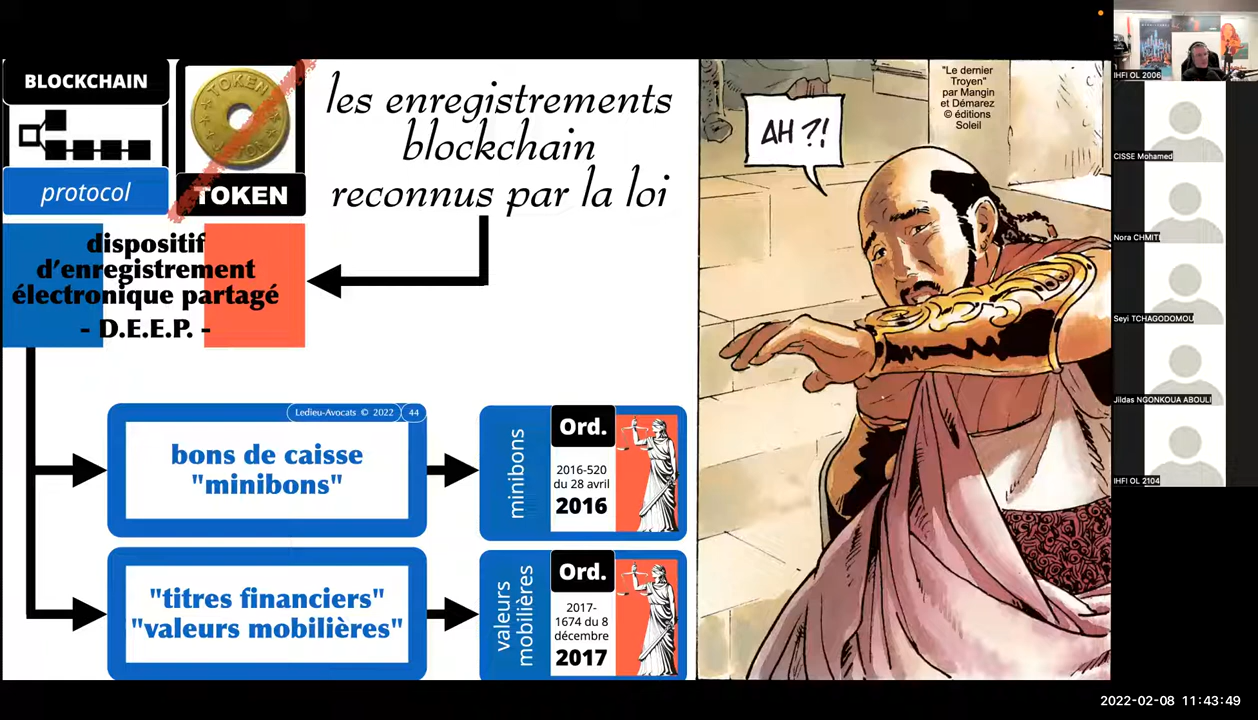 BLOCKCHAIN
protocol
TOKEN
TOKEN
les enregistrements
blockchain
reconnus par la loi
dispositif
d'enregistrement
électronique partagé
- D.E.E.P. -
Ledieu-Avocats © 2022
44
bons de caisse
"minibons"
minibons
Ord.
2016-520
du 28 avril
2016
"titres financiers"
"valeurs mobilières"
valeurs
mobilières
Ord.
2017-
1674 du 8
décembre
2017
"Le dernier
Troyen"
par Mangin
et Démarez
© éditions
Soleil
AH ?!
IHFI OL 2006
CISSE Mohamed
Nora CHMITI
Seyi TCHAGODOMOU
Jildas NGONKOUA ABOULI
IHFI OL 2104
2022-02-08 11:43:49